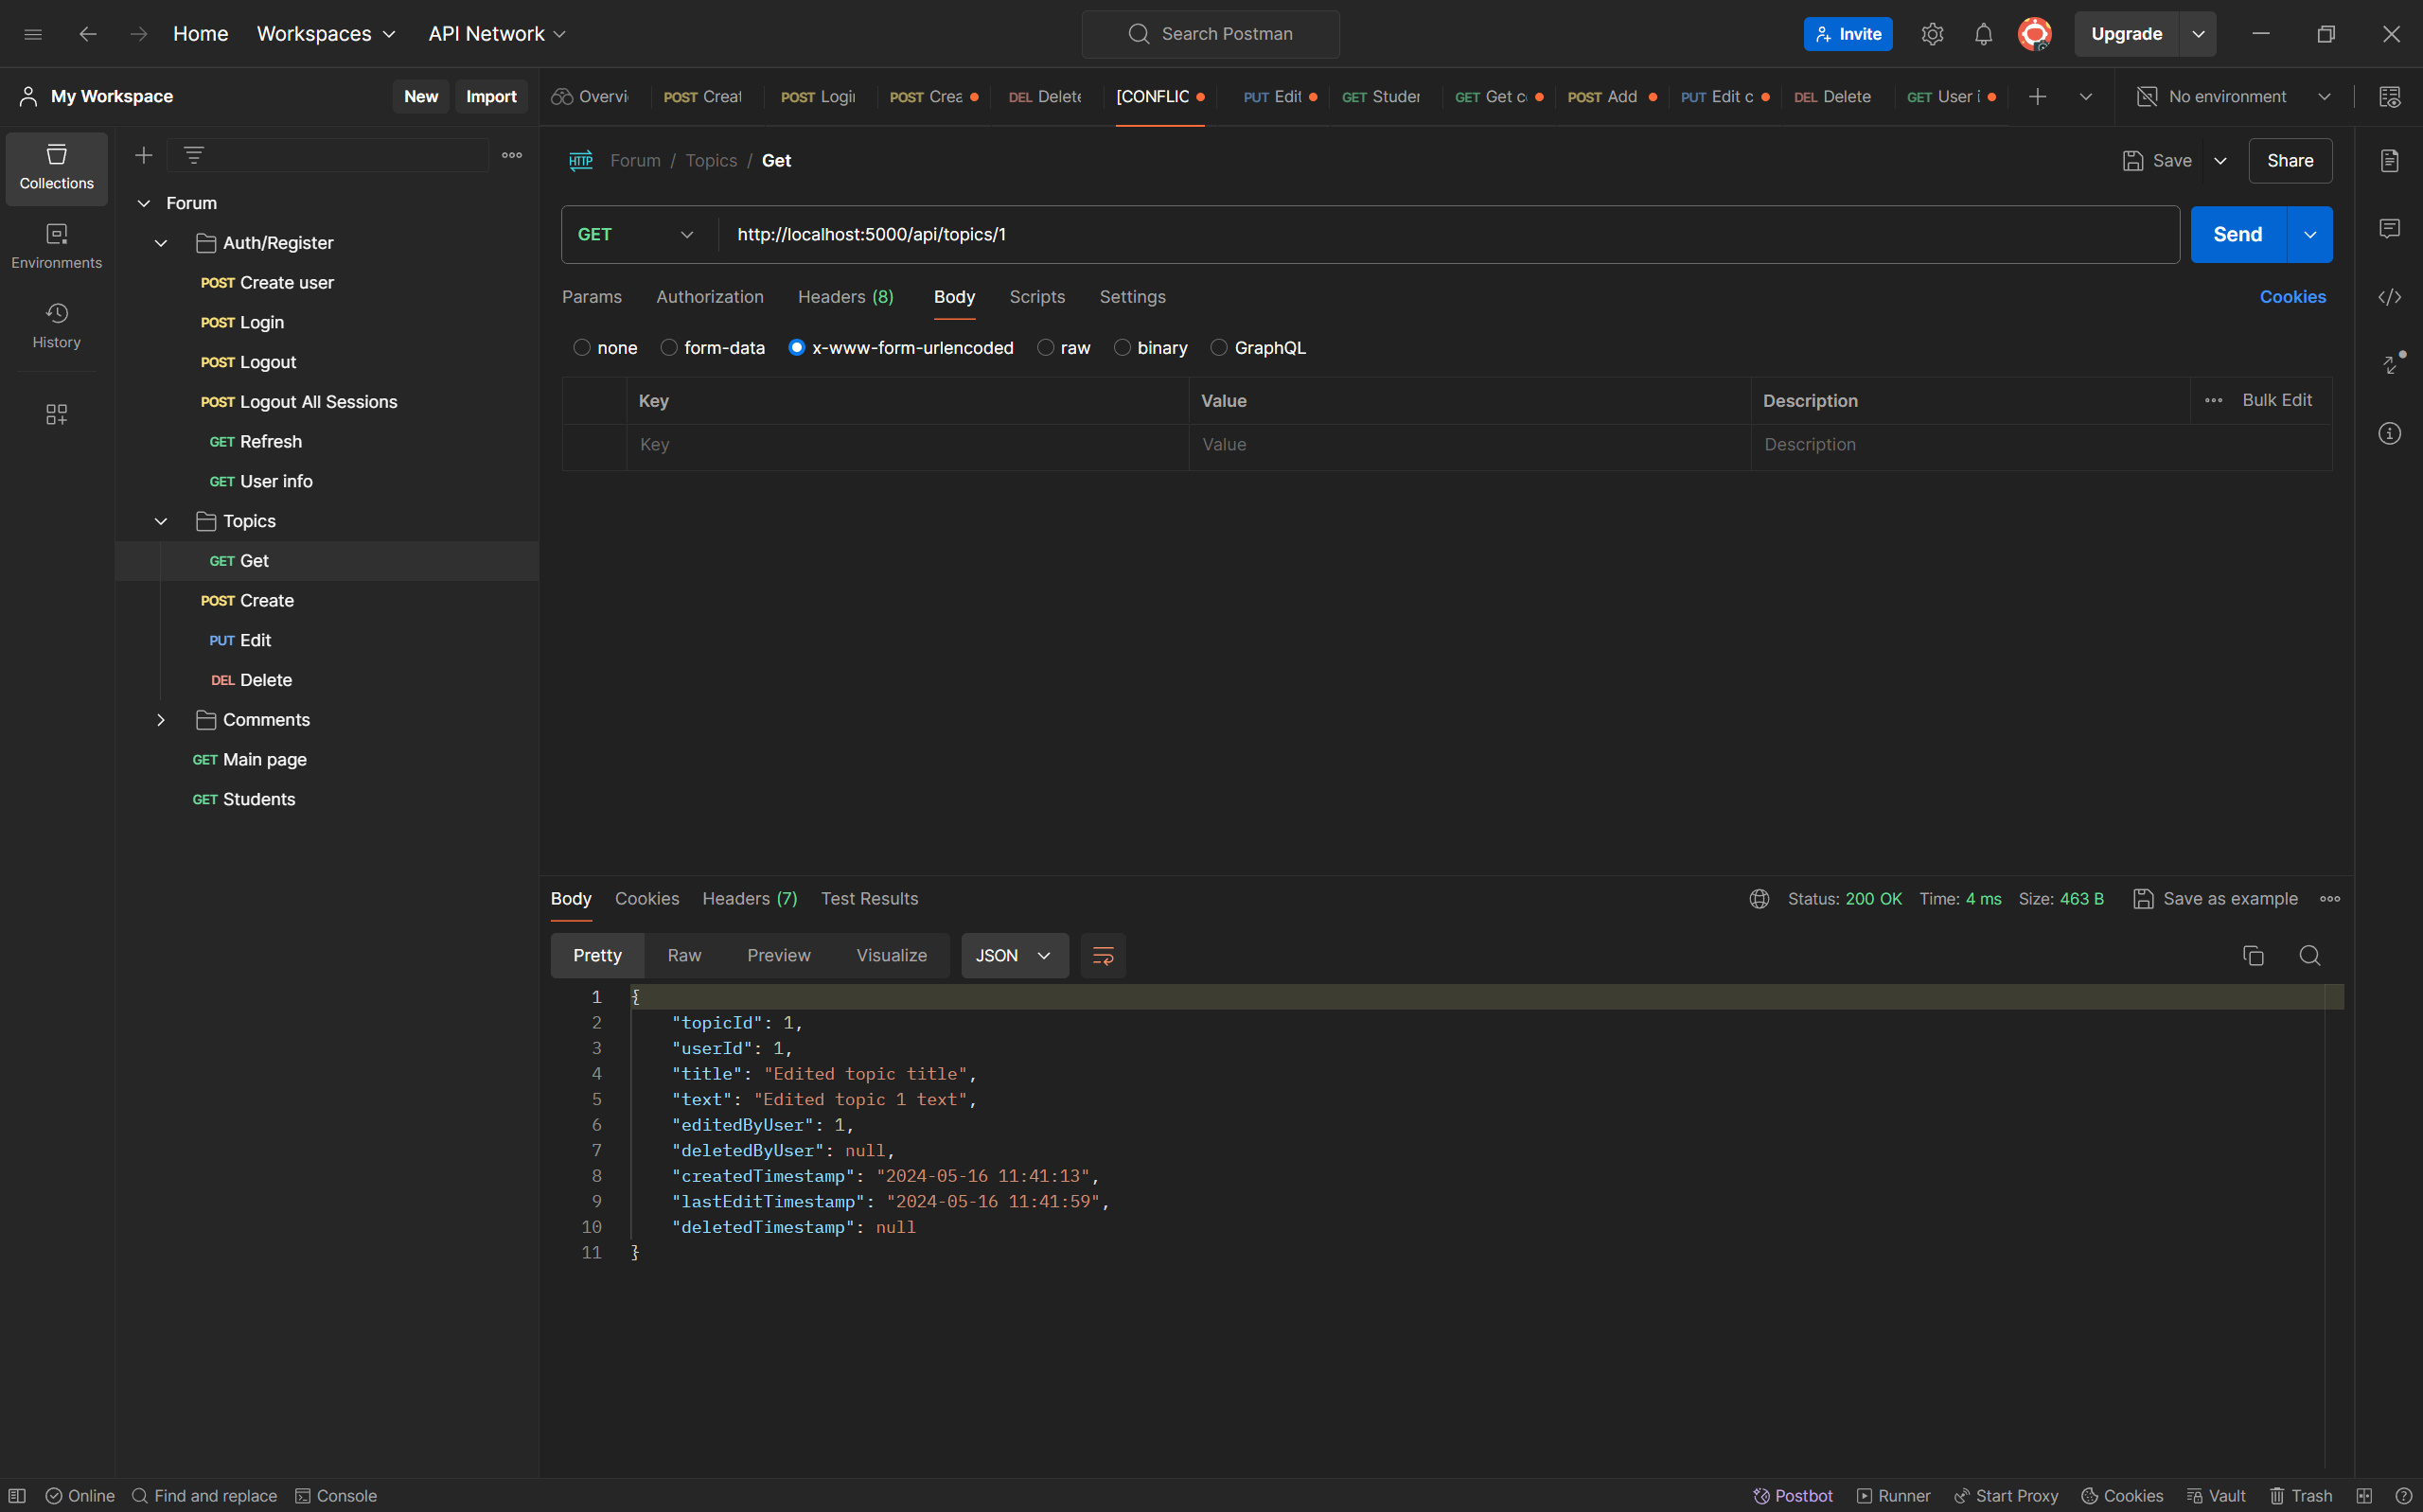 Home Workspaces API Network Search Postman Invite Upgrade
My Workspace New Import
Overvi POST Creat POST Logi POST Crea DEL Delet [CONFLIC PUT Edit GET Studer GET Get c POST Add PUT Edit c DEL Delete GET User i No environment
Collections
Environments
History
Forum
Auth/Register
POST Create user
POST Login
POST Logout
POST Logout All Sessions
GET Refresh
GET User info
Topics
GET Get
POST Create
PUT Edit
DEL Delete
Comments
GET Main page
GET Students
HTTP Forum / Topics / Get Save Share
GET http://localhost:5000/api/topics/1 Send
Params Authorization Headers (8) Body Scripts Settings Cookies
none form-data x-www-form-urlencoded raw binary GraphQL
Key Value Description Bulk Edit
Key Value Description
Body Cookies Headers (7) Test Results Status: 200 OK Time: 4 ms Size: 463 B Save as example
Pretty Raw Preview Visualize JSON
1 {
2 "topicId": 1,
3 "userId": 1,
4 "title": "Edited topic title",
5 "text": "Edited topic 1 text",
6 "editedByUser": 1,
7 "deletedByUser": null,
8 "createdTimestamp": "2024-05-16 11:41:13",
9 "lastEditTimestamp": "2024-05-16 11:41:59",
10 "deletedTimestamp": null
11 }
Online Find and replace Console Postbot Runner Start Proxy Cookies Vault Trash